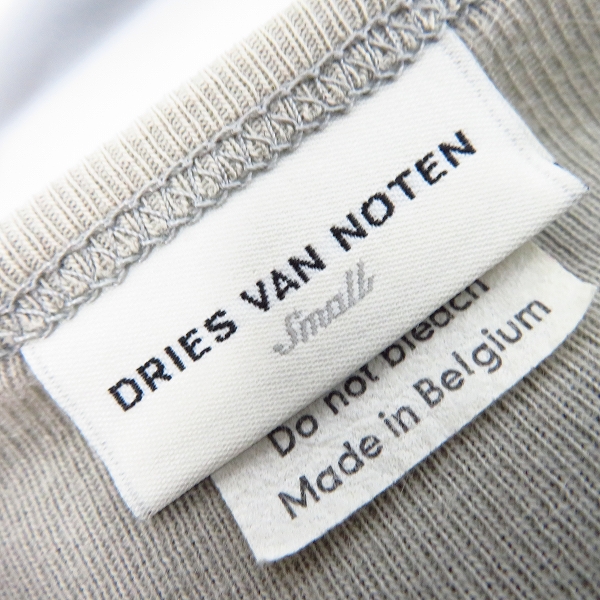 DRIES VAN NOTEN
Small
Do not bleach
Made in Belgium